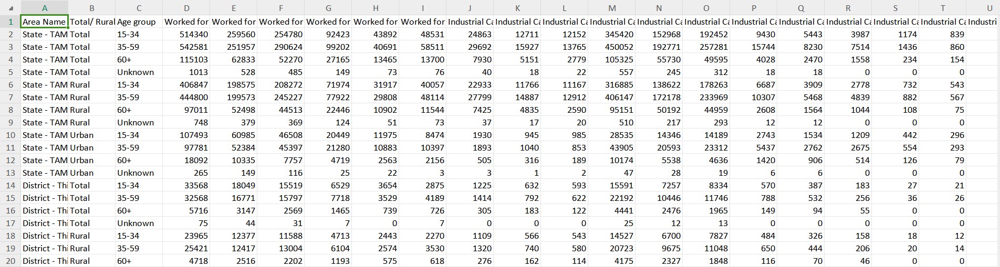 A B C D E F G H I J K L M N O P Q R S T U
1 Area Name Total/ Rural Age group Worked for Worked for Worked for Worked for Worked for Worked for Industrial Ca Industrial Ca Industrial Ca Industrial Ca Industrial Ca Industrial Ca Industrial Ca Industrial Ca Industrial Ca Industrial Ca Industrial Ca Industri
2 State - TAM Total 15-34 514340 259560 254780 92423 43892 48531 24863 12711 12152 345420 152968 192452 9430 5443 3987 1174 839
3 State - TAM Total 35-59 542581 251957 290624 99202 40691 58511 29692 15927 13765 450052 192771 257281 15744 8230 7514 1436 860
4 State - TAM Total 60+ 115103 62833 52270 27165 13465 13700 7930 5151 2779 105325 55730 49595 4028 2470 1558 234 154
5 State - TAM Total Unknown 1013 528 485 149 73 76 40 18 22 557 245 312 18 18 0 0 0
6 State - TAM Rural 15-34 406847 198575 208272 71974 31917 40057 22933 11766 11167 316885 138622 178263 6687 3909 2778 732 543
7 State - TAM Rural 35-59 444800 199573 245227 77922 29808 48114 27799 14887 12912 406147 172178 233969 10307 5468 4839 882 567
8 State - TAM Rural 60+ 97011 52498 44513 22446 10902 11544 7425 4835 2590 95151 50192 44959 2608 1564 1044 108 75
9 State - TAM Rural Unknown 748 379 369 124 51 73 37 17 20 510 217 293 12 12 0 0 0
10 State - TAM Urban 15-34 107493 60985 46508 20449 11975 8474 1930 945 985 28535 14346 14189 2743 1534 1209 442 296
11 State - TAM Urban 35-59 97781 52384 45397 21280 10883 10397 1893 1040 853 43905 20593 23312 5437 2762 2675 554 293
12 State - TAM Urban 60+ 18092 10335 7757 4719 2563 2156 505 316 189 10174 5538 4636 1420 906 514 126 79
13 State - TAM Urban Unknown 265 149 116 25 22 3 3 1 2 47 28 19 6 6 0 0 0
14 District - Thi Total 15-34 33568 18049 15519 6529 3654 2875 1225 632 593 15591 7257 8334 570 387 183 27 21
15 District - Thi Total 35-59 32568 16771 15797 7718 3529 4189 1414 792 622 22192 10446 11746 788 532 256 36 26
16 District - Thi Total 60+ 5716 3147 2569 1465 739 726 305 183 122 4441 2476 1965 149 94 55 0 0
17 District - Thi Total Unknown 75 44 31 7 0 7 0 0 0 25 12 13 0 0 0 0 0
18 District - Thi Rural 15-34 23965 12377 11588 4713 2443 2270 1109 566 543 14527 6700 7827 484 326 158 18 12
19 District - Thi Rural 35-59 25421 12417 13004 6104 2574 3530 1320 740 580 20723 9675 11048 650 444 206 20 14
20 District - Thi Rural 60+ 4718 2516 2202 1193 575 618 276 162 114 4175 2327 1848 116 70 46 0 0